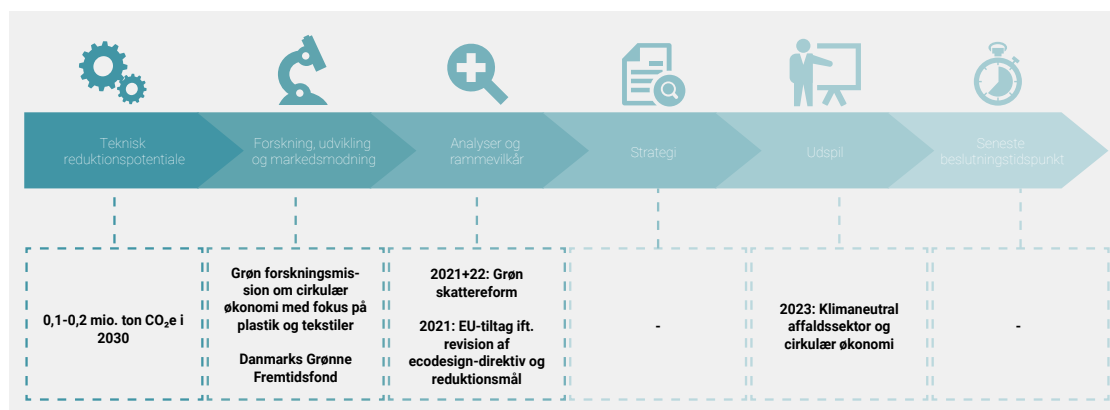 Teknisk
reduktionspotentiale
Forskning, udvikling
og markedsmodning
Analyser og
rammevilkår
Strategi
Udspil
Seneste
beslutningstidspunkt
0,1-0,2 mio. ton CO₂e i
2030
Grøn forskningsmis-
sion om cirkulær
økonomi med fokus på
plastik og tekstiler
Danmarks Grønne
Fremtidsfond
2021+22: Grøn
skattereform
2021: EU-tiltag ift.
revision af
ecodesign-direktiv og
reduktionsmål
-
2023: Klimaneutral
affaldssektor og
cirkulær økonomi
-